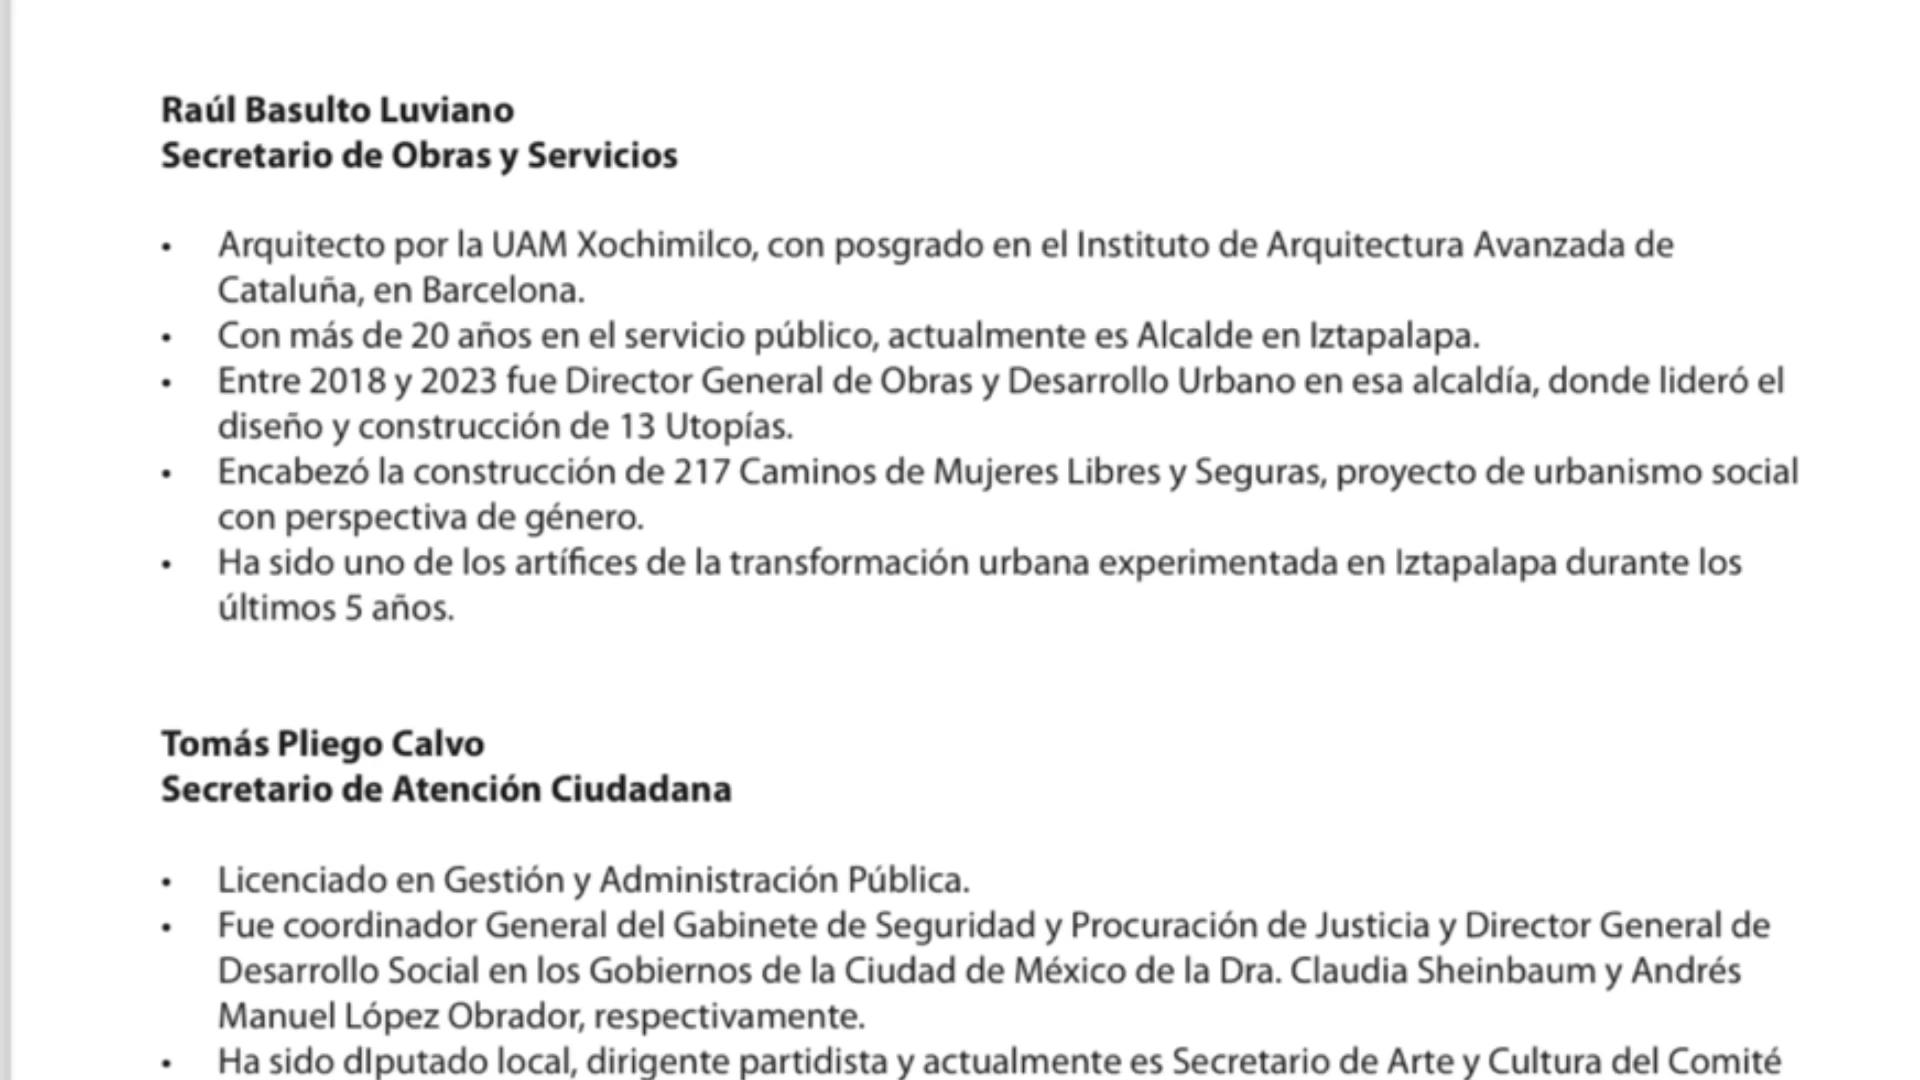 Raúl Basulto Luviano
Secretario de Obras y Servicios
• Arquitecto por la UAM Xochimilco, con posgrado en el Instituto de Arquitectura Avanzada de
Cataluña, en Barcelona.
• Con más de 20 años en el servicio público, actualmente es Alcalde en Iztapalapa.
• Entre 2018 y 2023 fue Director General de Obras y Desarrollo Urbano en esa alcaldía, donde lideró el
diseño y construcción de 13 Utopías.
• Encabezó la construcción de 217 Caminos de Mujeres Libres y Seguras, proyecto de urbanismo social
con perspectiva de género.
• Ha sido uno de los artífices de la transformación urbana experimentada en Iztapalapa durante los
últimos 5 años.
Tomás Pliego Calvo
Secretario de Atención Ciudadana
• Licenciado en Gestión y Administración Pública.
• Fue coordinador General del Gabinete de Seguridad y Procuración de Justicia y Director General de
Desarrollo Social en los Gobiernos de la Ciudad de México de la Dra. Claudia Sheinbaum y Andrés
Manuel López Obrador, respectivamente.
• Ha sido dIputado local, dirigente partidista y actualmente es Secretario de Arte y Cultura del Comité